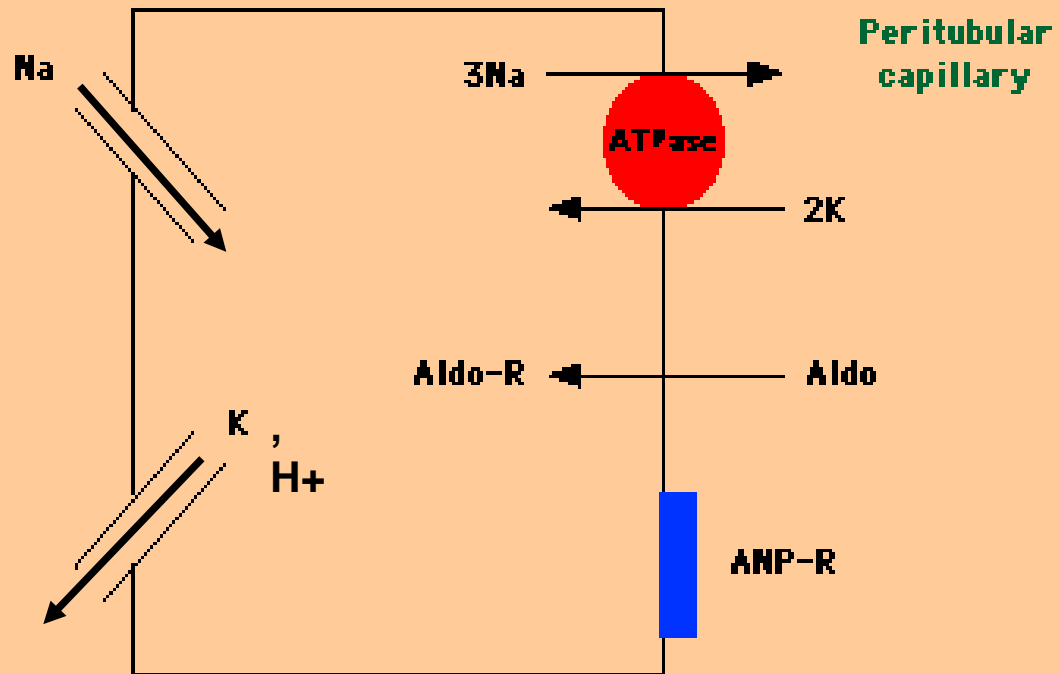 Na
3Na
Peritubular
capillary
ATPase
2K
Aldo-R
Aldo
K ,
H+
ANP-R